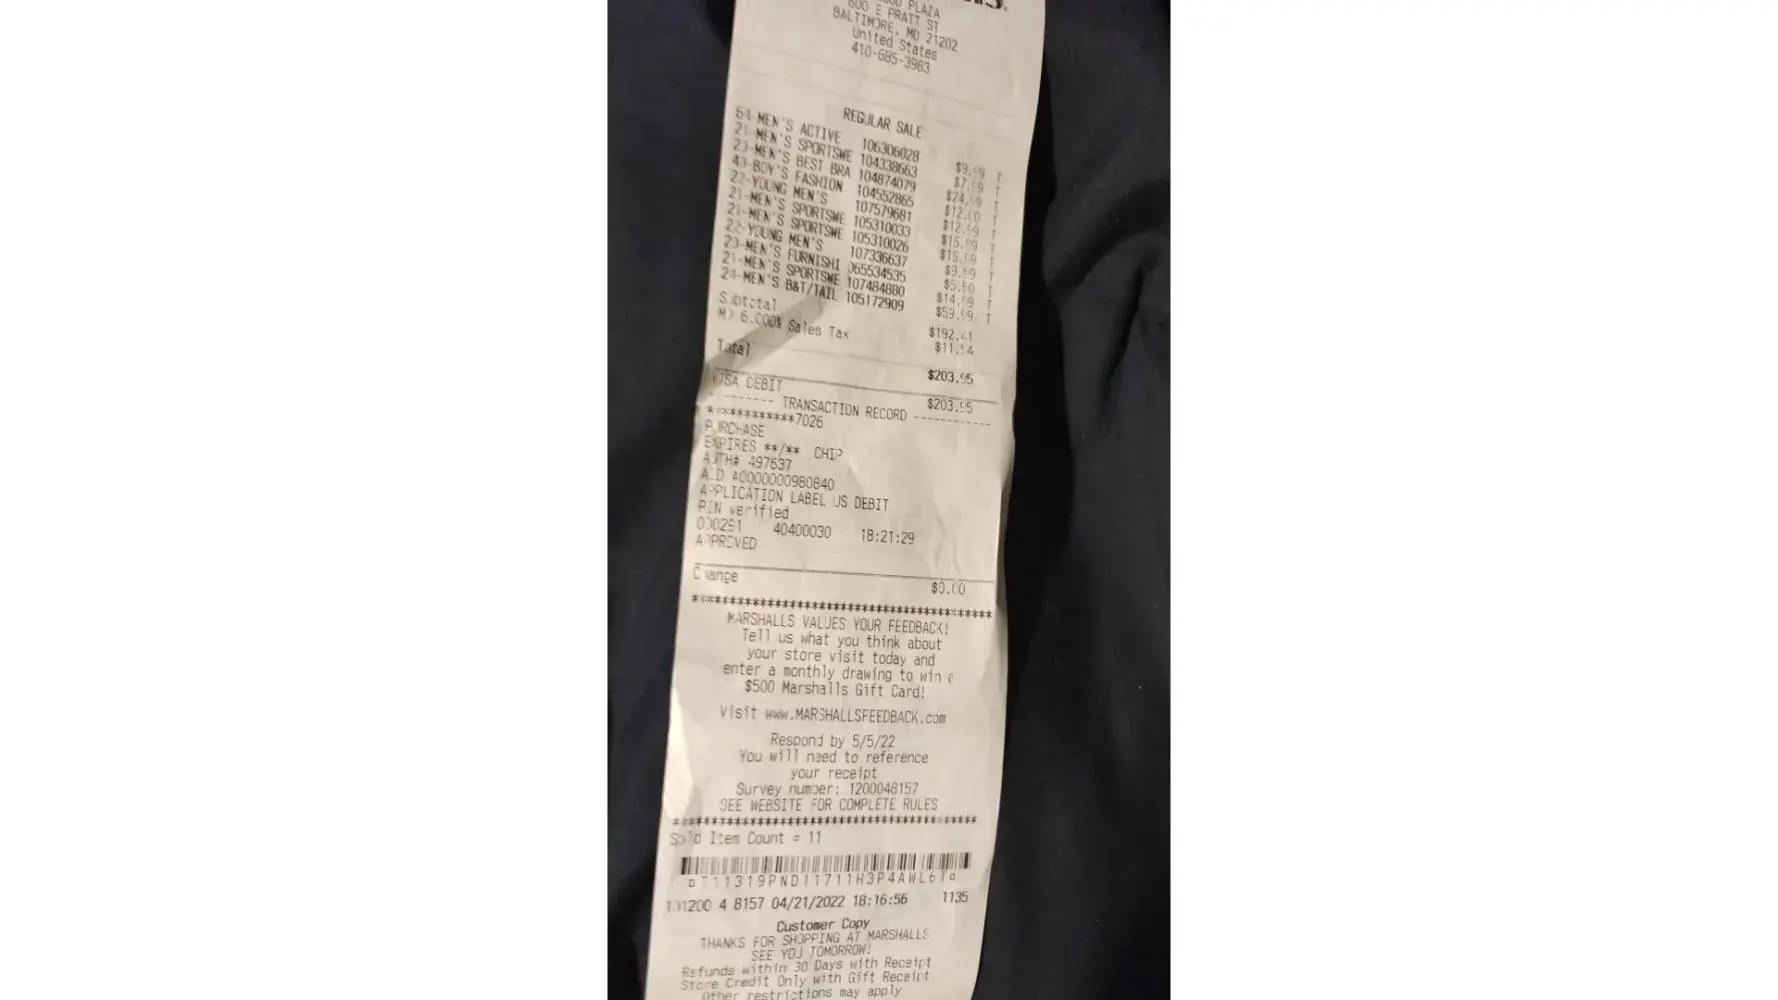 PLAZA
600 E PRATT ST
BALTIMORE, MD 21202
United States
410-685-3983
REGULAR SALE
64-MEN'S ACTIVE 106306028 $9.99 T
21-MEN'S SPORTSWE 104338663 $7.99 T
23-MEN'S BEST BRA 104874079 $24.99 T
43-BOY'S FASHION 104552865 $12.00 T
22-YOUNG MEN'S 107579681 $12.99 T
21-MEN'S SPORTSWE 105310033 $16.99 T
21-MEN'S SPORTSWE 105310026 $16.99 T
22-YOUNG MEN'S 107336637 $9.99 T
23-MEN'S FURNISHI 065534535 $5.50 T
21-MEN'S SPORTSWE 107484880 $14.99 T
24-MEN'S B&T/TAIL 105172909 $59.99 T
Subtotal $192.41
MD 6.000% Sales Tax $11.54
Total $203.95
VISA DEBIT $203.95
-------- TRANSACTION RECORD -----------
************7026
PURCHASE
EXPIRES **/** CHIP
AUTH# 497637
AID A0000000980840
APPLICATION LABEL US DEBIT
PIN verified
000291 40400030 18:21:29
APPROVED
Change $0.00
****************************************
MARSHALLS VALUES YOUR FEEDBACK!
Tell us what you think about
your store visit today and
enter a monthly drawing to win a
$500 Marshalls Gift Card!
Visit www.MARSHALLSFEEDBACK.com
Respond by 5/5/22
You will need to reference
your receipt
Survey number: 1200048157
SEE WEBSITE FOR COMPLETE RULES
****************************************
Sold Item Count = 11
DT11319PND11711H3P4AWL6TD
101200 4 8157 04/21/2022 18:16:56 1135
Customer Copy
THANKS FOR SHOPPING AT MARSHALLS
SEE YOU TOMORROW!
Refunds within 30 Days with Receipt
Store Credit Only with Gift Receipt
Other restrictions may apply